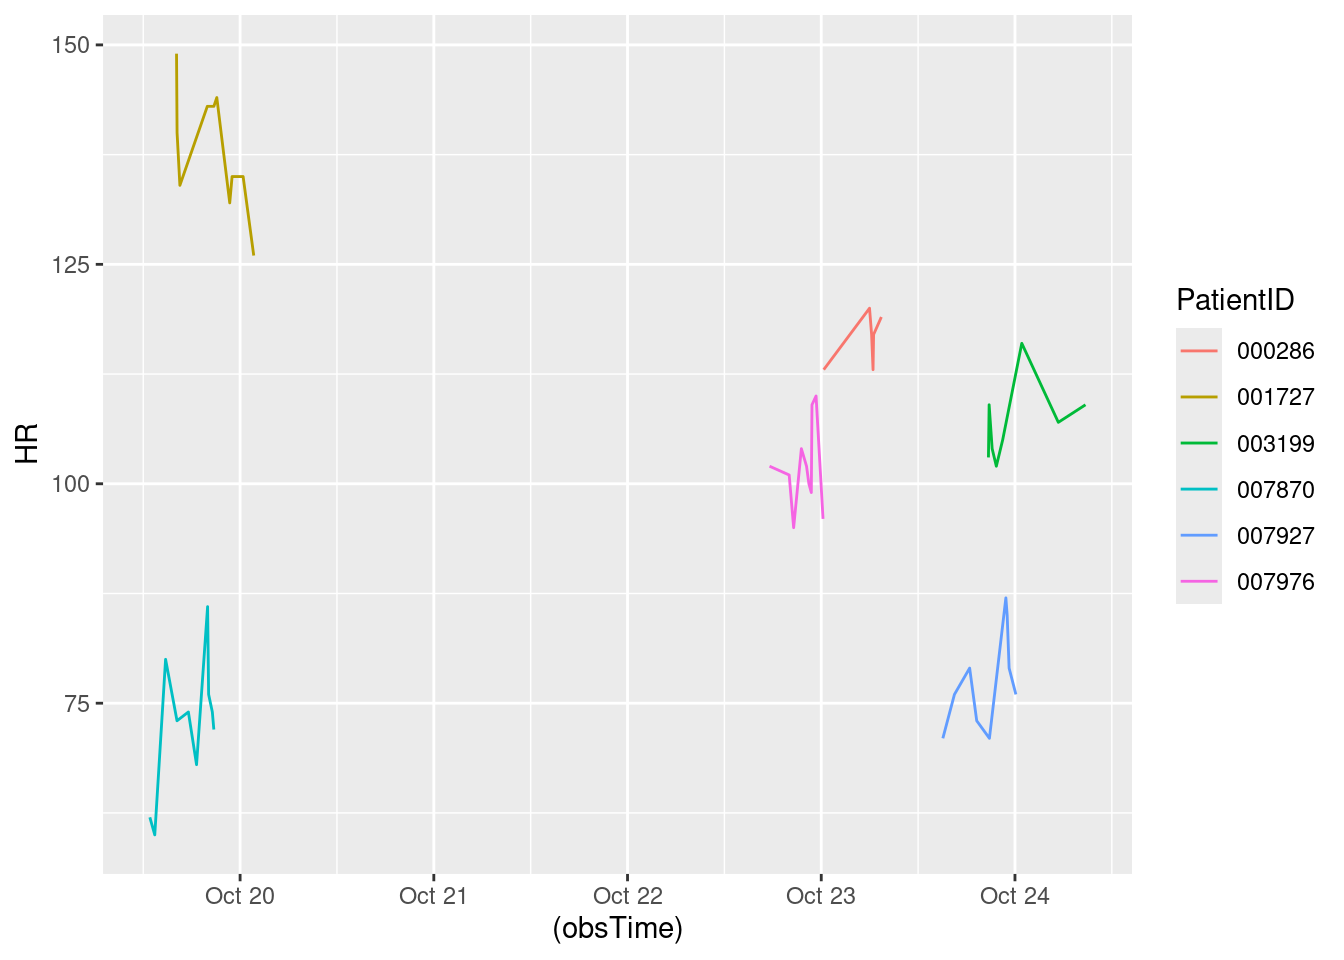 150
125
100
75
HR
Oct 20
Oct 21
Oct 22
Oct 23
Oct 24
(obsTime)
PatientID
000286
001727
003199
007870
007927
007976